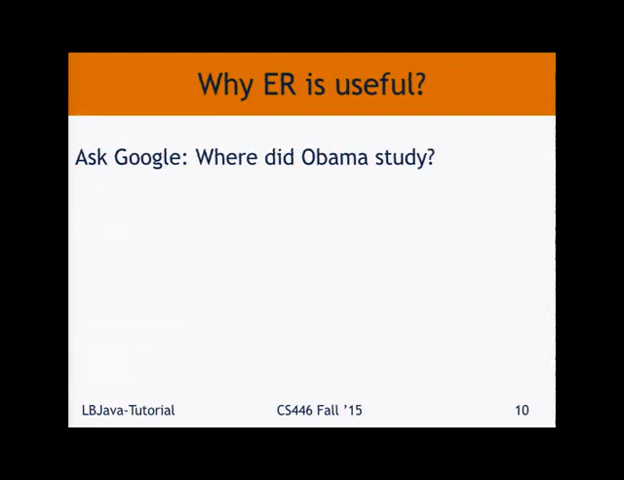 Why ER is useful?
Ask Google: Where did Obama study?
LBJava-Tutorial
CS446 Fall ’15
10